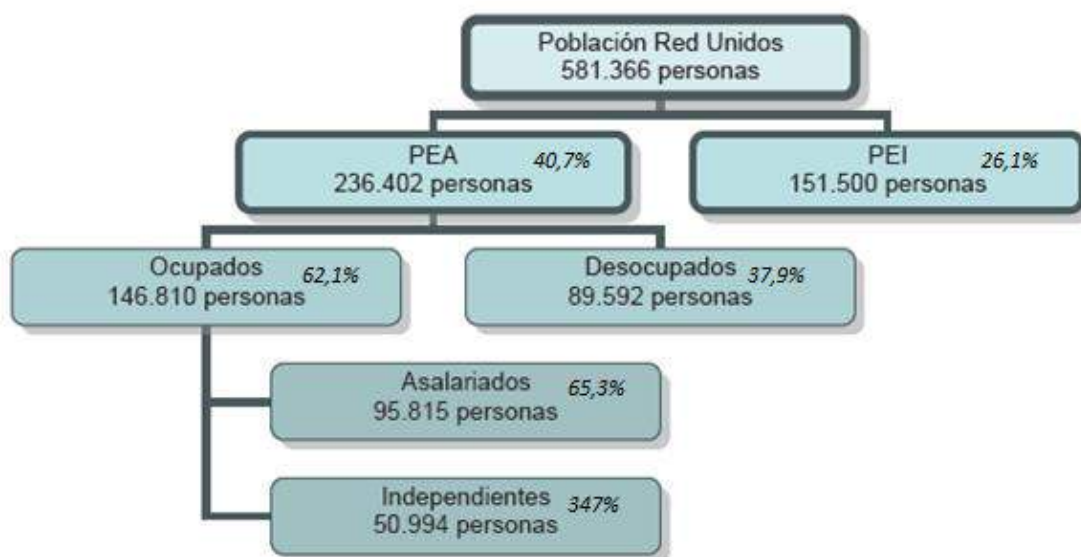 Población Red Unidos
581.366 personas
PEA 40,7%
236.402 personas
PEI 26,1%
151.500 personas
Ocupados 62,1%
146.810 personas
Desocupados 37,9%
89.592 personas
Asalariados 65,3%
95.815 personas
Independientes 347%
50.994 personas